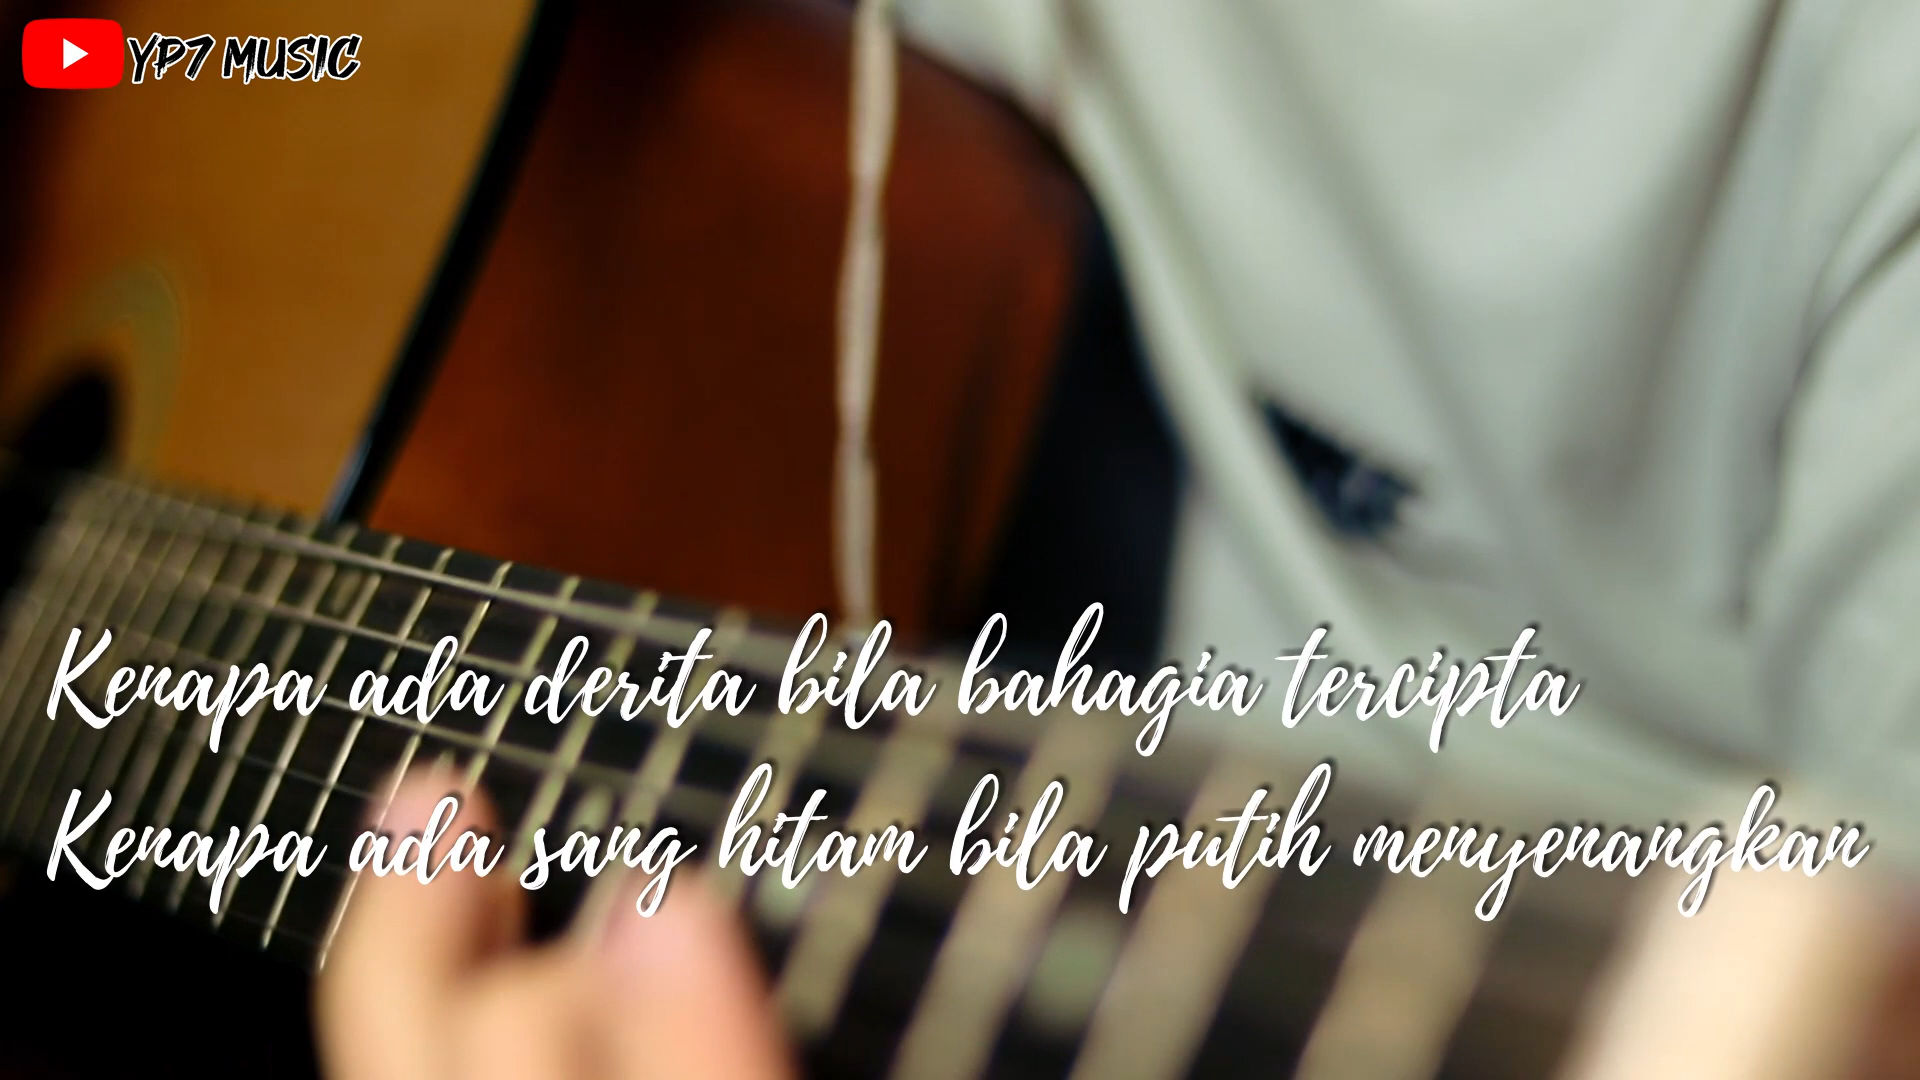 YP7 MUSIC
Kenapa ada derita bila bahagia tercipta
Kenapa ada sang hitam bila putih menyenangkan